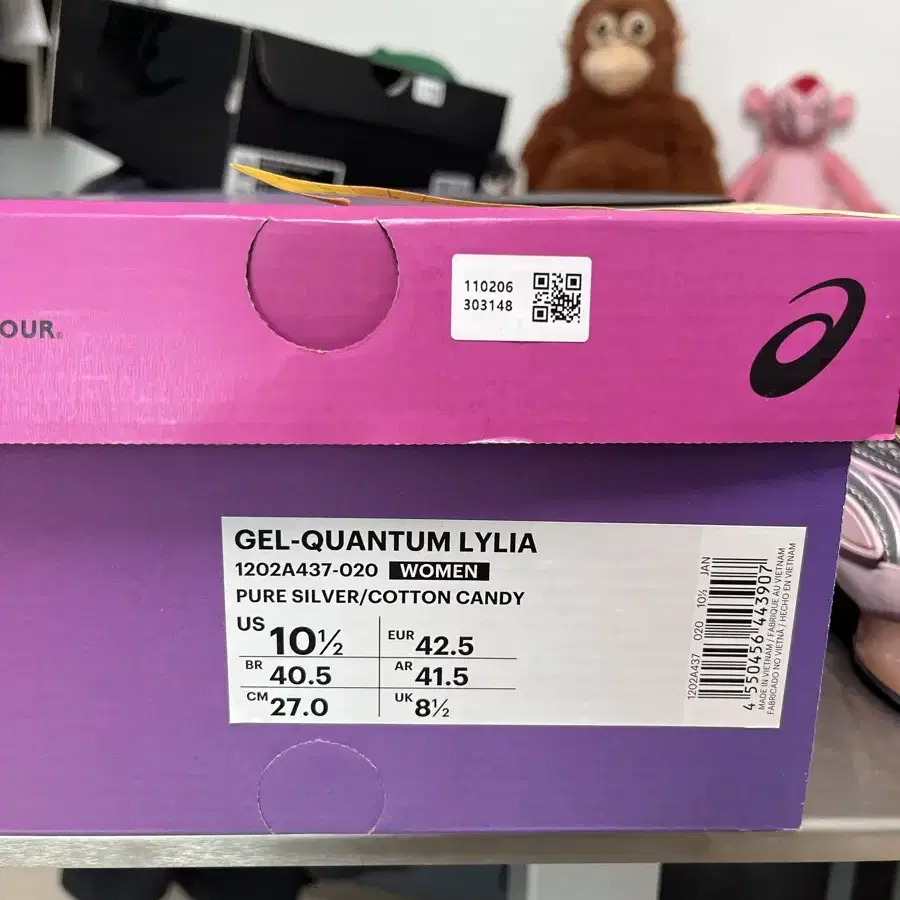 110206
303148
OUR®
GEL-QUANTUM LYLIA
1202A437-020 WOMEN
PURE SILVER/COTTON CANDY
US 10½ EUR 42.5
BR 40.5 AR 41.5
CM 27.0 UK 8½
1202A437 020 10½ JAN
4 550456 443907
MADE IN VIETNAM / FABRIQUE AU VIETNAM
FABRICADO NO VIETNÃ / HECHO EN VIETNAM